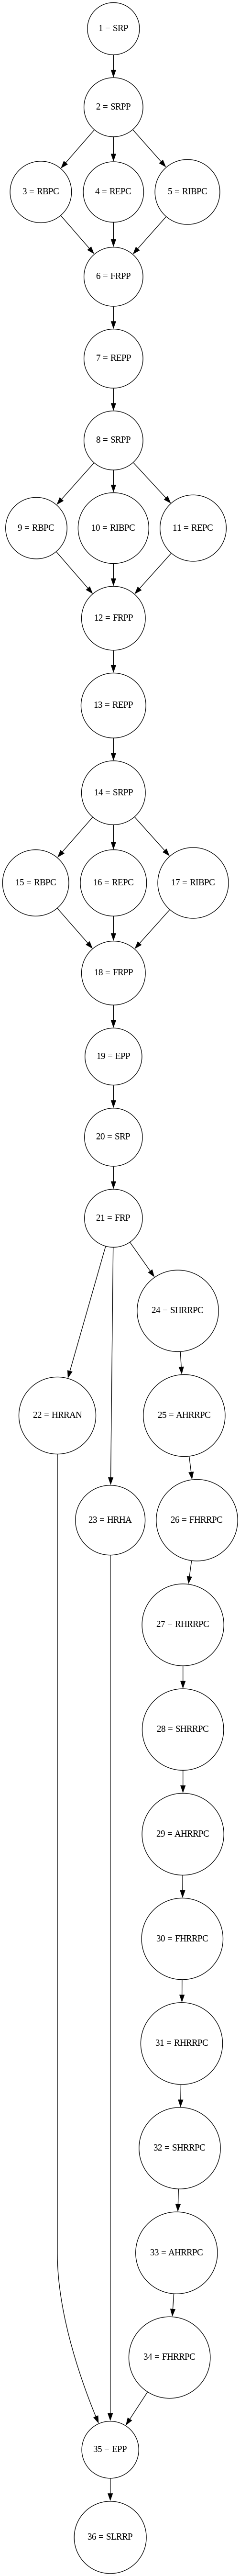 1 = SRP
2 = SRPP
3 = RBPC
4 = REPC
5 = RIBPC
6 = FRPP
7 = REPP
8 = SRPP
9 = RBPC
10 = RIBPC
11 = REPC
12 = FRPP
13 = REPP
14 = SRPP
15 = RBPC
16 = REPC
17 = RIBPC
18 = FRPP
19 = EPP
20 = SRP
21 = FRP
24 = SHRRPC
22 = HRRAN
25 = AHRRPC
23 = HRHA
26 = FHRRPC
27 = RHRRPC
28 = SHRRPC
29 = AHRRPC
30 = FHRRPC
31 = RHRRPC
32 = SHRRPC
33 = AHRRPC
34 = FHRRPC
35 = EPP
36 = SLRRP